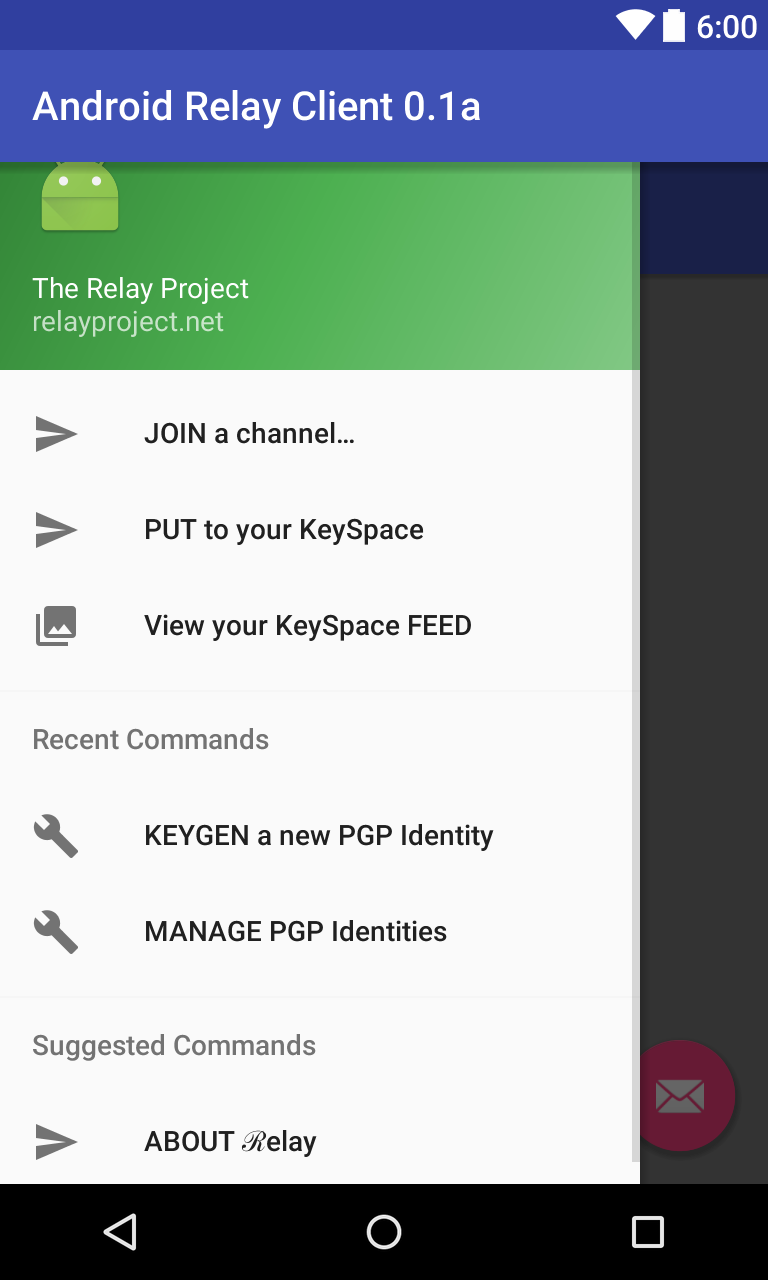 6:00
Android Relay Client 0.1a
The Relay Project
relayproject.net
JOIN a channel…
PUT to your KeySpace
View your KeySpace FEED
Recent Commands
KEYGEN a new PGP Identity
MANAGE PGP Identities
Suggested Commands
ABOUT ℛelay